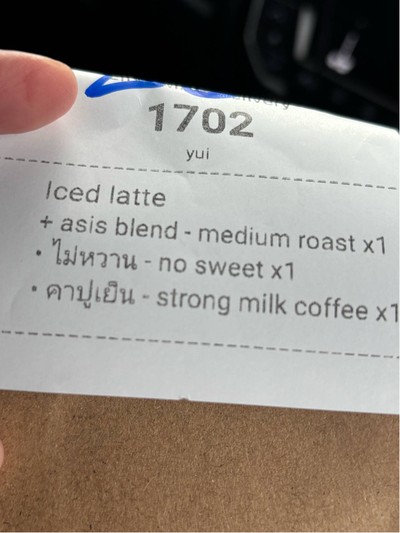 1702
yui
Iced latte
+ asis blend - medium roast x1
• ไม่หวาน - no sweet x1
• คาปูเย็น - strong milk coffee x1